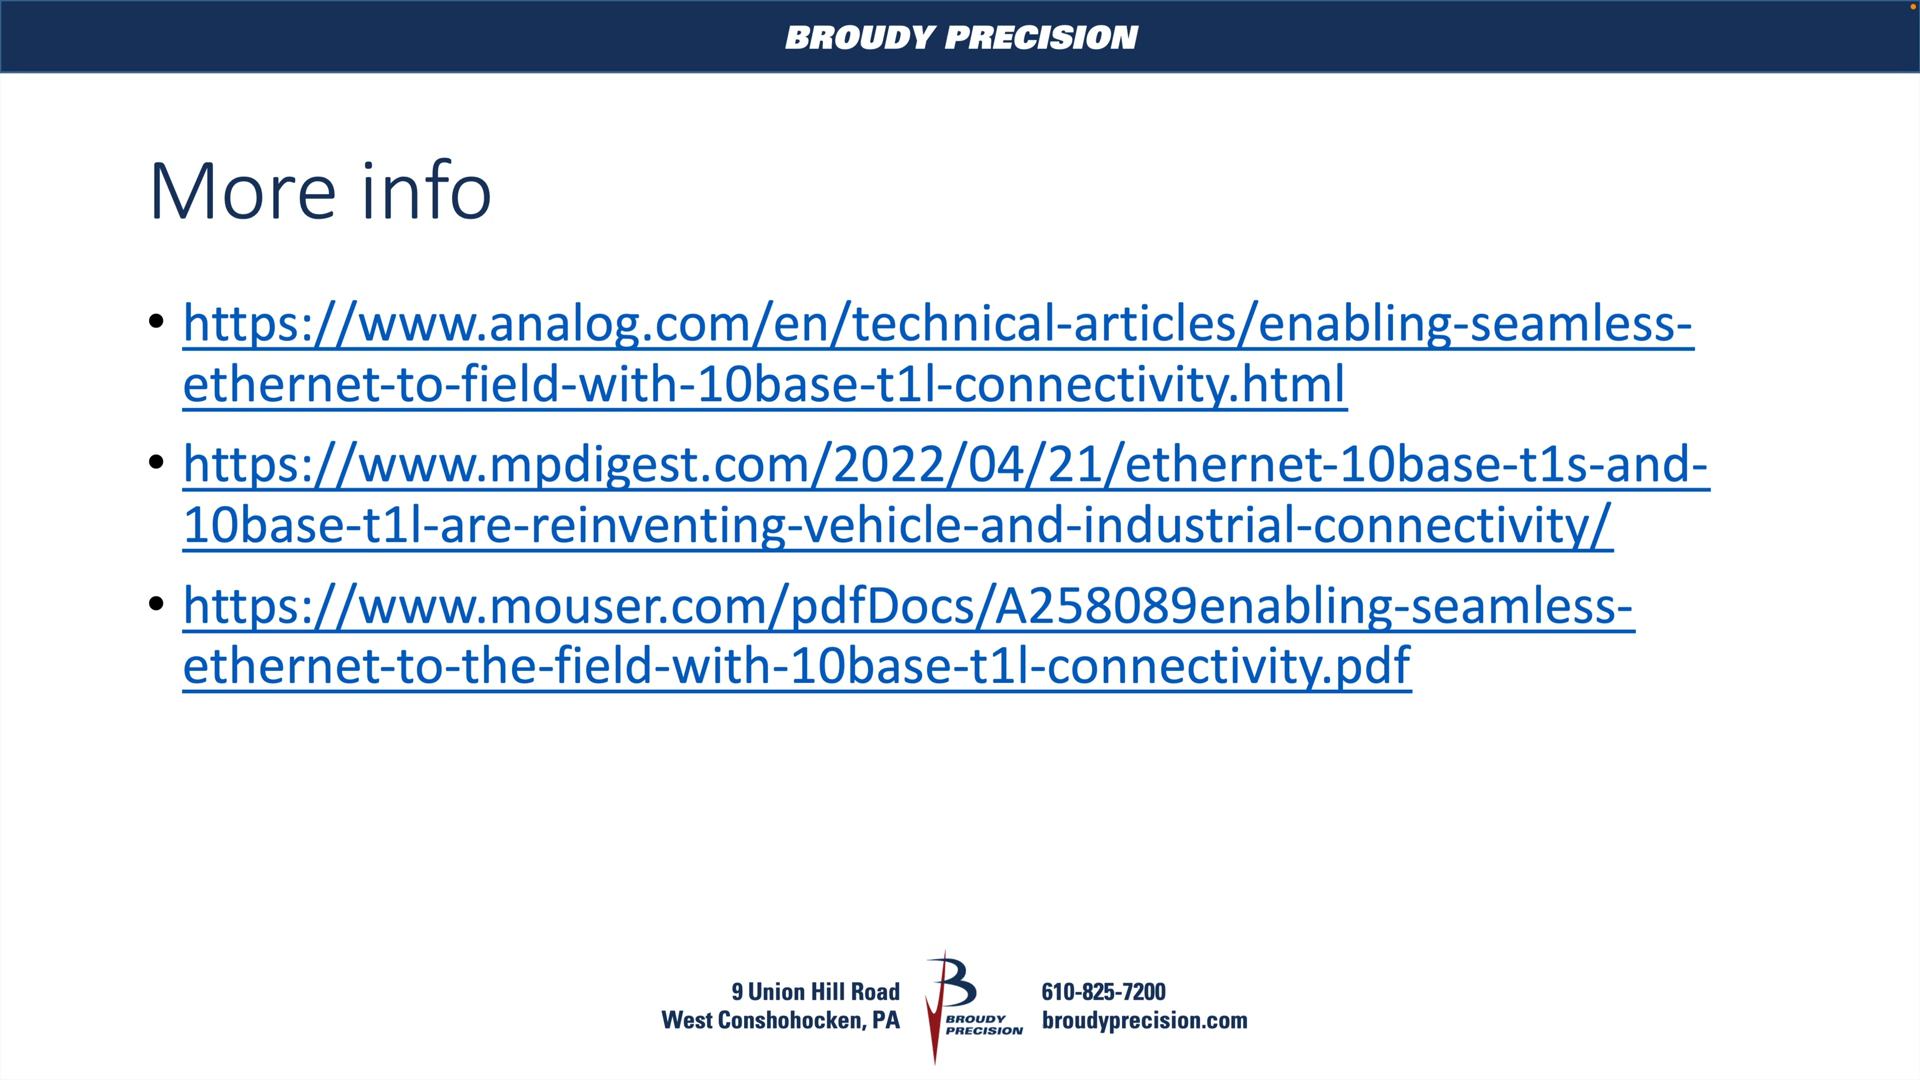 BROUDY PRECISION
More info
• https://www.analog.com/en/technical-articles/enabling-seamless-
ethernet-to-field-with-10base-t1l-connectivity.html
• https://www.mpdigest.com/2022/04/21/ethernet-10base-t1s-and-
10base-t1l-are-reinventing-vehicle-and-industrial-connectivity/
• https://www.mouser.com/pdfDocs/A258089enabling-seamless-
ethernet-to-the-field-with-10base-t1l-connectivity.pdf
9 Union Hill Road
West Conshohocken, PA
B
BROUDY
PRECISION
610-825-7200
broudyprecision.com